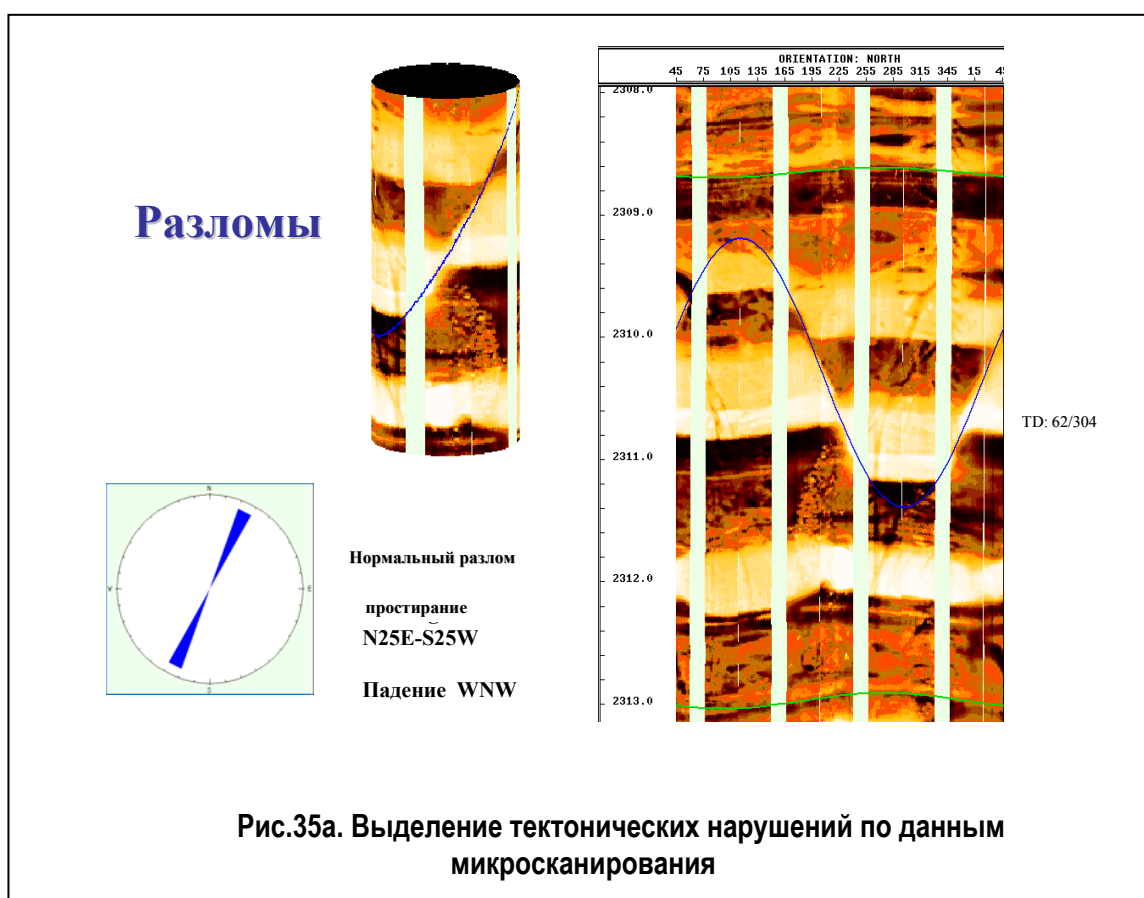 Разломы
ORIENTATION: NORTH
45 75 105 135 165 195 225 255 285 315 345 15 45
2308.0
2309.0
2310.0
2311.0
2312.0
2313.0
TD: 62/304
N
E
S
Нормальный разлом
простирание
N25E-S25W
Падение WNW
Рис.35а. Выделение тектонических нарушений по данным
микросканирования